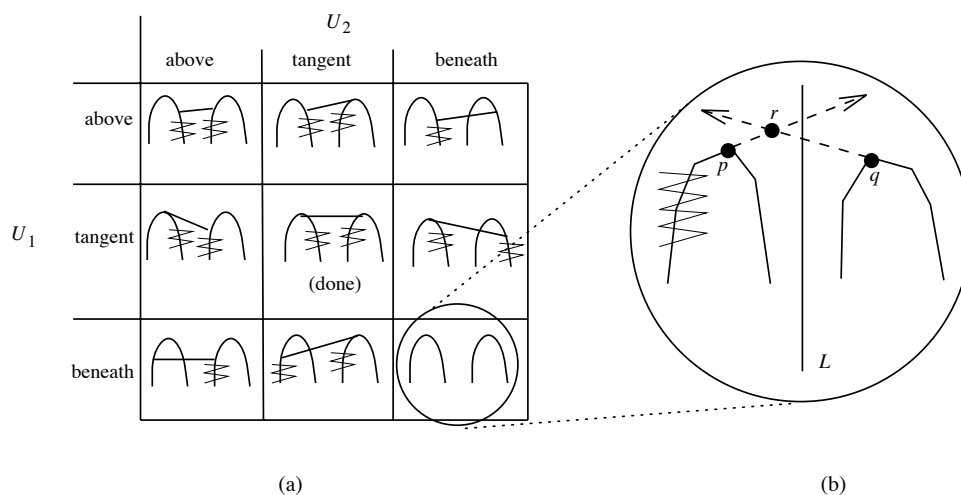 U2
above tangent beneath
above
U1
tangent
(done)
beneath
r
p
q
L
(a) (b)